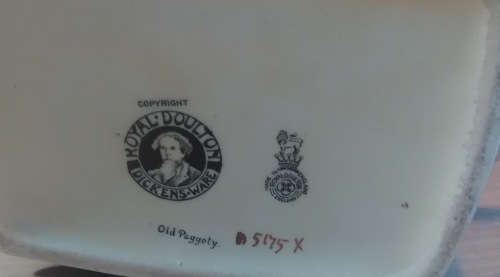 COPYRIGHT
ROYAL·DOULTON
DICKENS·WARE
Old Peggoty.
D 5175 X